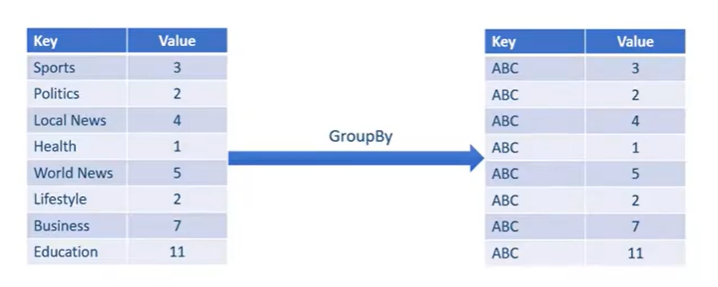 Key Value
Sports 3
Politics 2
Local News 4
Health 1
World News 5
Lifestyle 2
Business 7
Education 11
GroupBy
Key Value
ABC 3
ABC 2
ABC 4
ABC 1
ABC 5
ABC 2
ABC 7
ABC 11